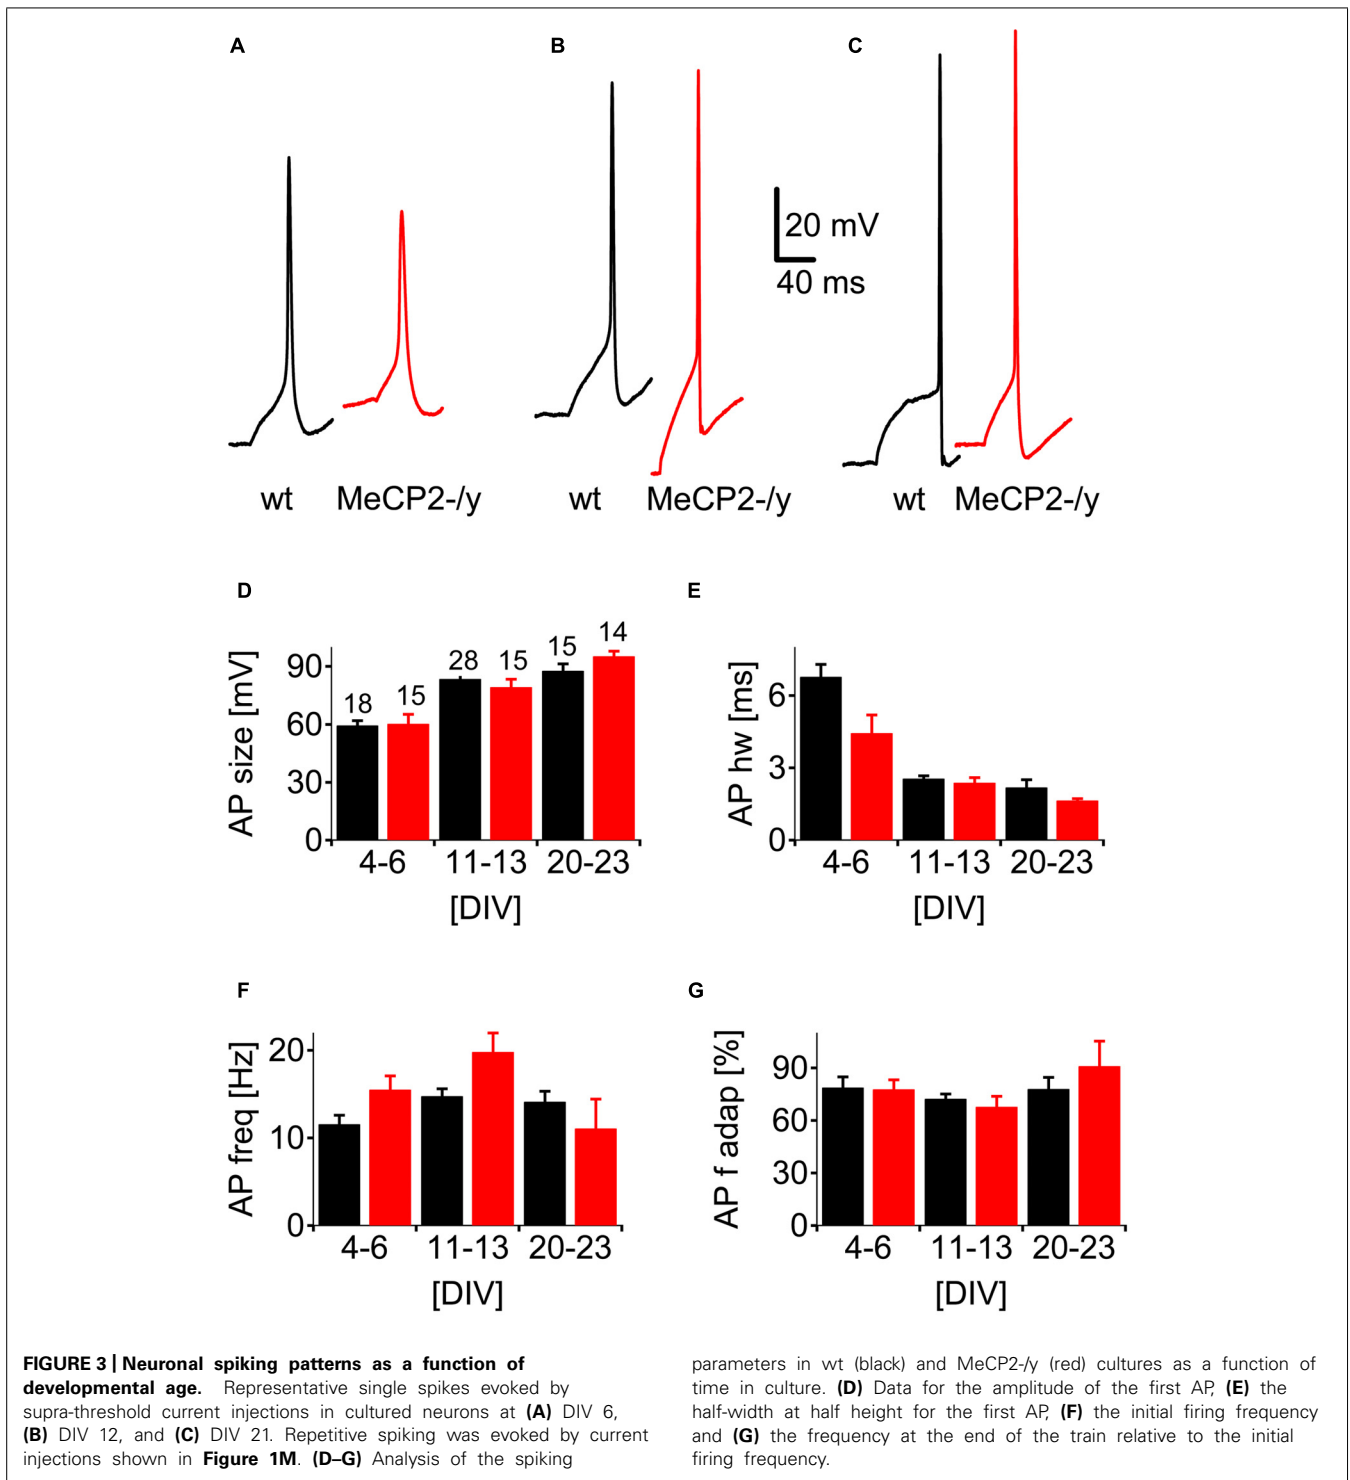 A
B
C
20 mV
40 ms
wt
MeCP2-/y
wt
MeCP2-/y
wt
MeCP2-/y
D
AP size [mV]
90
60
30
0
18
15
28
15
15
14
4-6
11-13
20-23
[DIV]
E
AP hw [ms]
6
3
0
4-6
11-13
20-23
[DIV]
F
AP freq [Hz]
20
10
0
4-6
11-13
20-23
[DIV]
G
AP f adap [%]
90
60
30
0
4-6
11-13
20-23
[DIV]
FIGURE 3 | Neuronal spiking patterns as a function of
developmental age. Representative single spikes evoked by
supra-threshold current injections in cultured neurons at (A) DIV 6,
(B) DIV 12, and (C) DIV 21. Repetitive spiking was evoked by current
injections shown in Figure 1M. (D–G) Analysis of the spiking
parameters in wt (black) and MeCP2-/y (red) cultures as a function of
time in culture. (D) Data for the amplitude of the first AP, (E) the
half-width at half height for the first AP, (F) the initial firing frequency
and (G) the frequency at the end of the train relative to the initial
firing frequency.